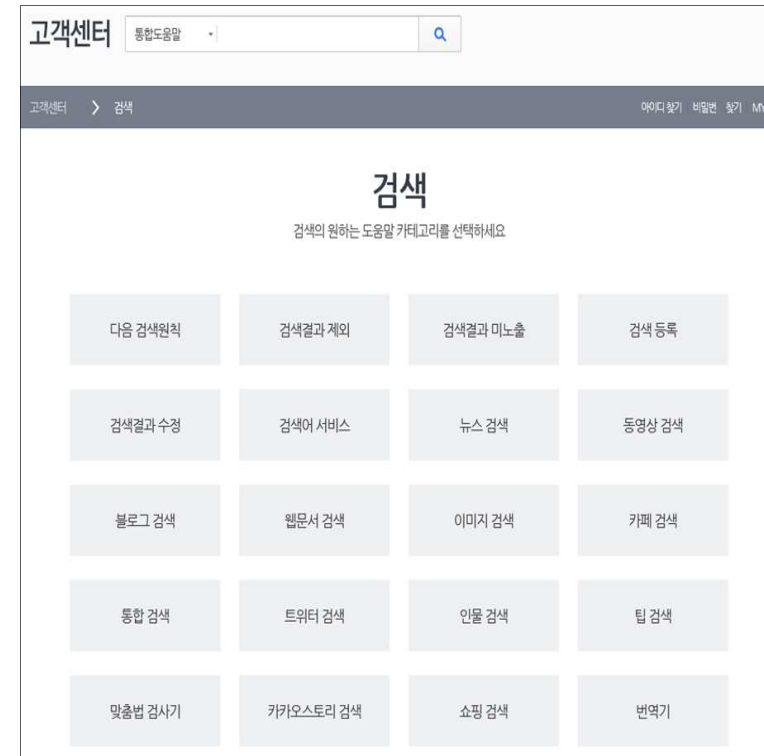 고객센터 통합도움말
고객센터 > 검색 아이디 찾기 비밀번 찾기 MY
검색
검색의 원하는 도움말 카테고리를 선택하세요
다음 검색원칙 검색결과 제외 검색결과 미노출 검색 등록
검색결과 수정 검색어 서비스 뉴스 검색 동영상 검색
블로그 검색 웹문서 검색 이미지 검색 카페 검색
통합 검색 트위터 검색 인물 검색 팁 검색
맞춤법 검사기 카카오스토리 검색 쇼핑 검색 번역기